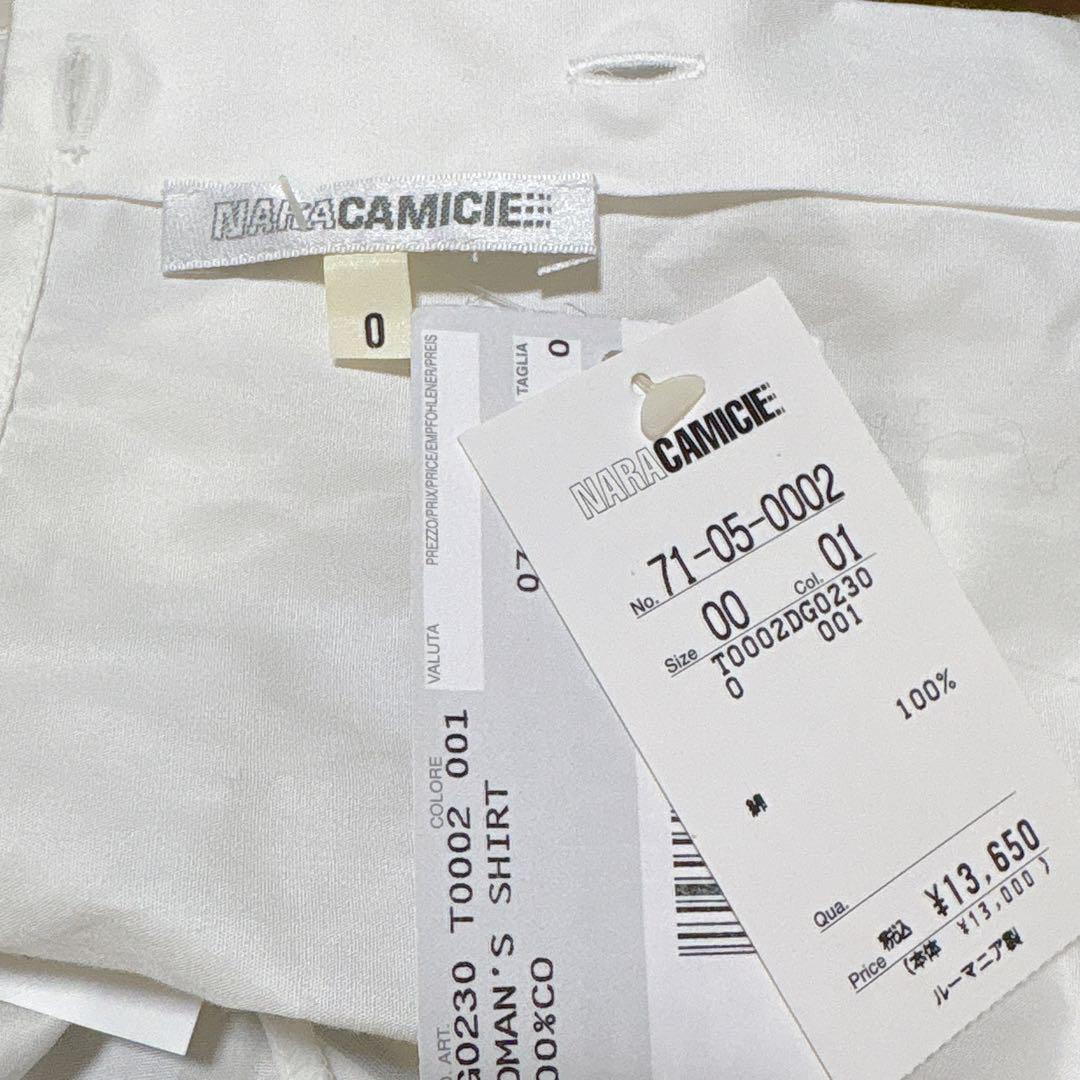 NARACAMICIE
0
PREZZO/PRIX/PRICE/EMPFOHLENER/PREIS
VALUTA
TAGLIA
0
07
COLORE
G0230 T0002 001
OMAN'S SHIRT
00%CO
.ART.
NARACAMICIE
No. 71-05-0002
Size 00 Col. 01
T0002DG0230
0 001
100%
綿
Qua.
Price 税込 ¥13,650
(本体 ¥13,000)
ルーマニア製